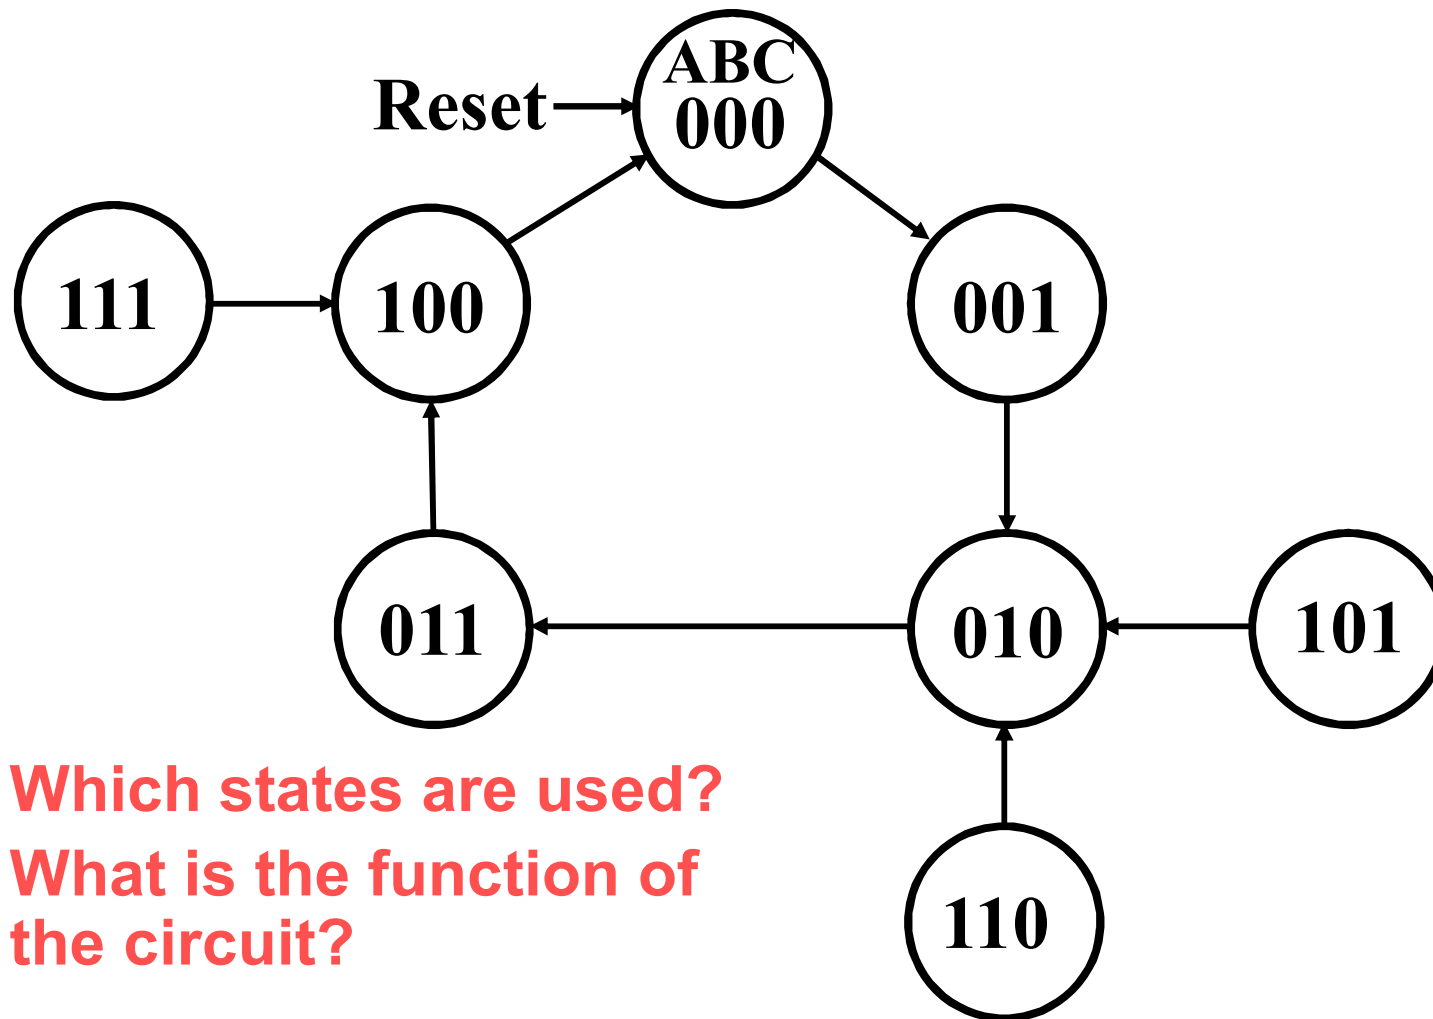 ABC
Reset 000
111 100 001
011 010 101
Which states are used?
What is the function of
the circuit?
110